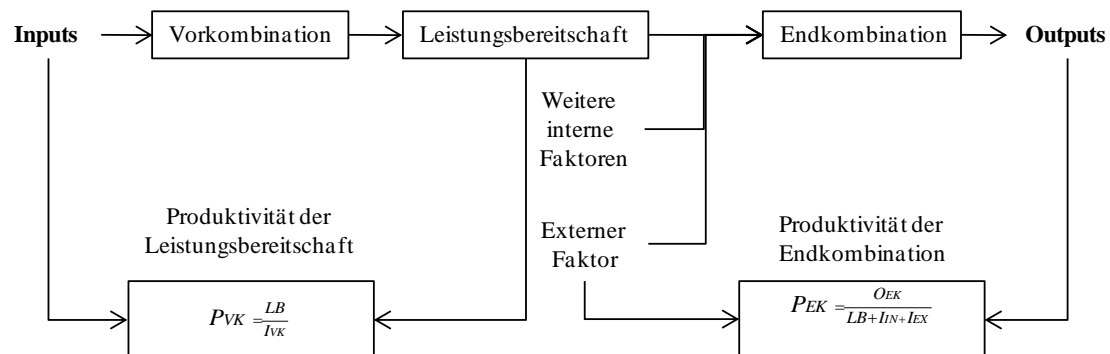 Inputs
Vorkombination
Leistungsbereitschaft
Endkombination
Outputs
Weitere
interne
Faktoren
Produktivität der
Leistungsbereitschaft
Externer
Faktor
Produktivität der
Endkombination
PVK = LB / IVK
PEK = OEK / LB+IIN+IEX